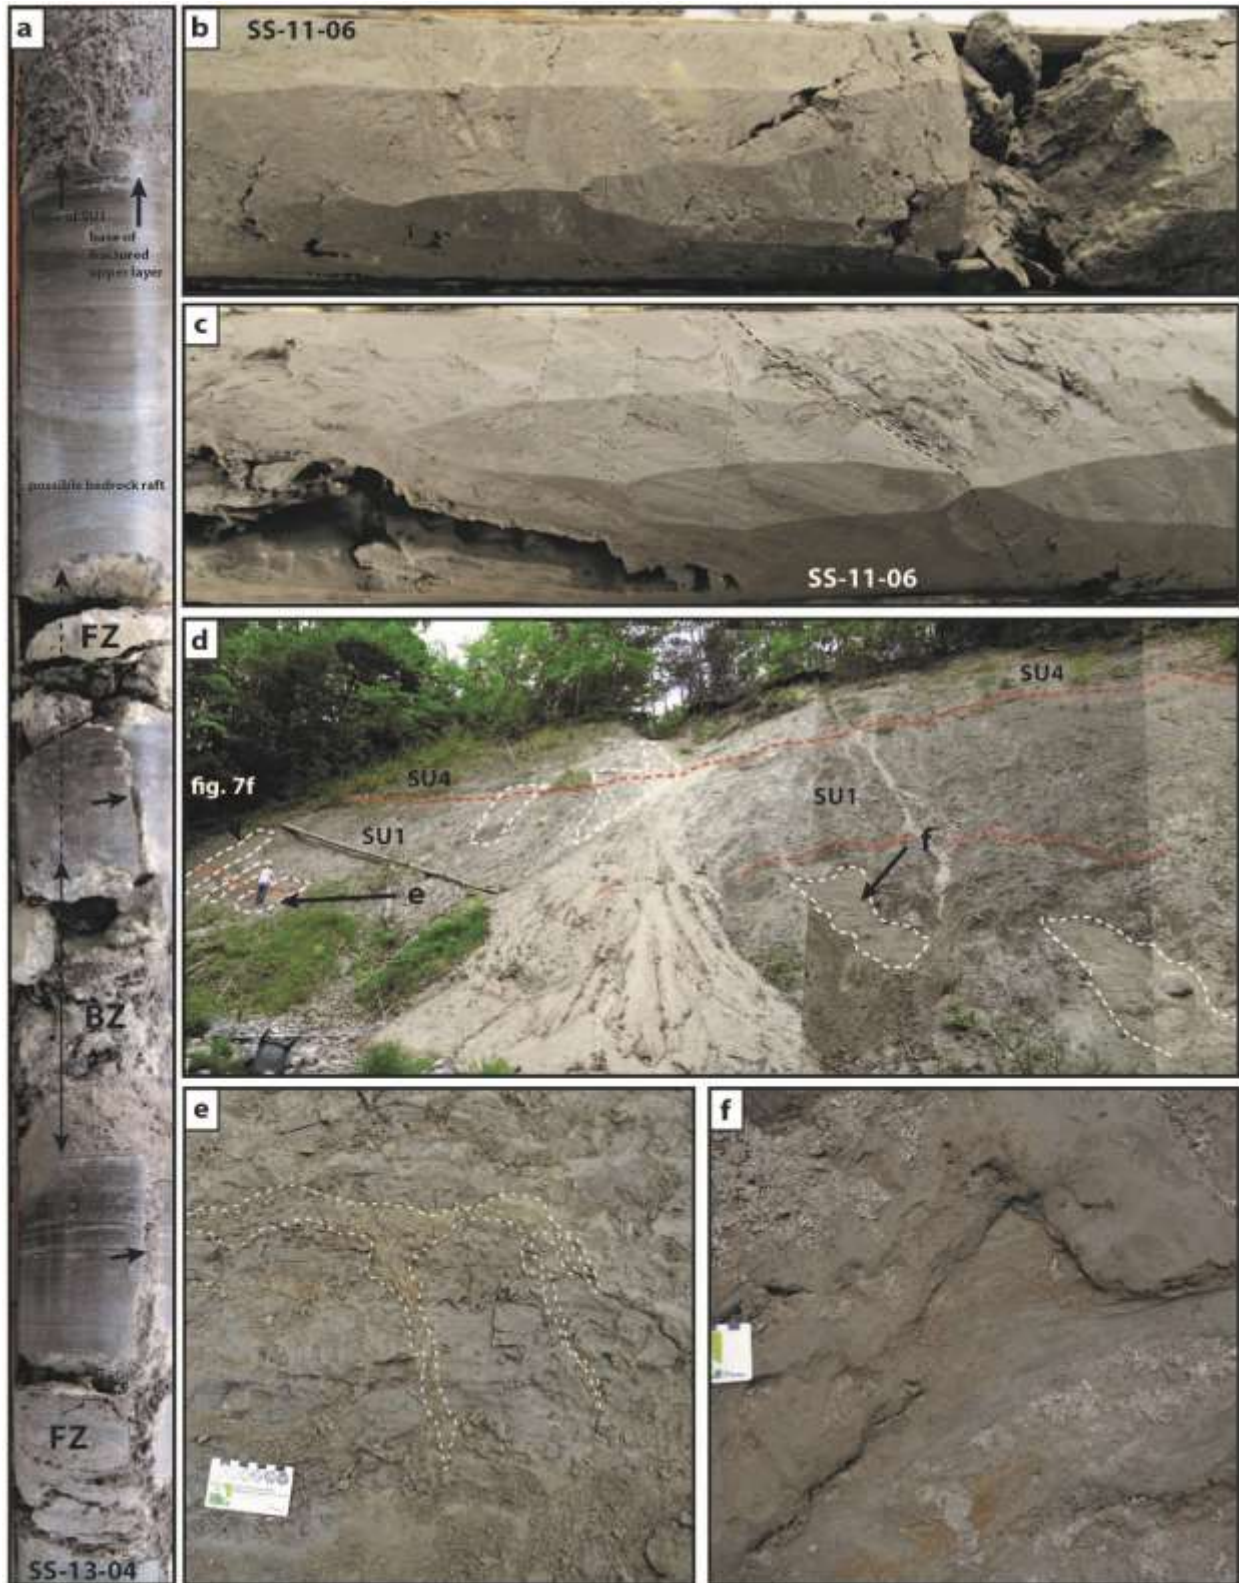 a
base of SU1
base of
fractured
upper layer
possible bedrock raft
FZ
BZ
FZ
SS-13-04
b
SS-11-06
c
SS-11-06
d
SU4
SU4
fig. 7f
SU1
SU1
f
e
e
f